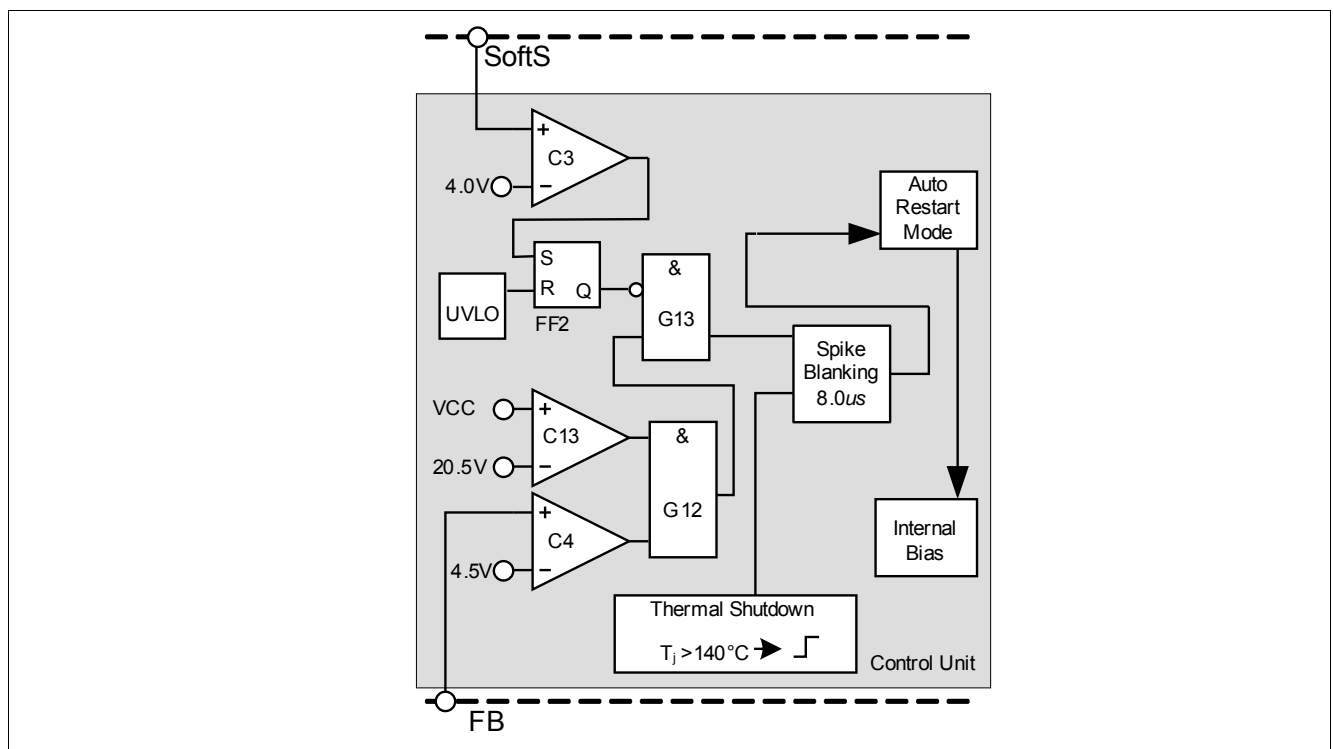 SoftS
+
C3
4.0V
−
Auto
Restart
Mode
S
R Q
&
UVLO
FF2
G13
Spike
Blanking
8.0us
VCC
+
C13
&
20.5V
−
G12
+
C4
4.5V
−
Internal
Bias
Thermal Shutdown
Tj >140°C
Control Unit
FB